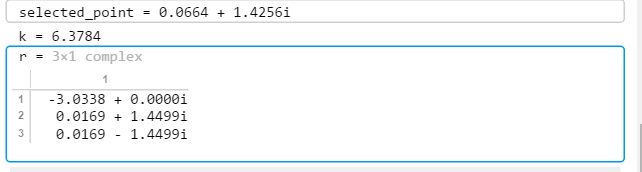 selected_point = 0.0664 + 1.4256i
k = 6.3784
r = 3×1 complex
1
1 -3.0338 + 0.0000i
2 0.0169 + 1.4499i
3 0.0169 - 1.4499i